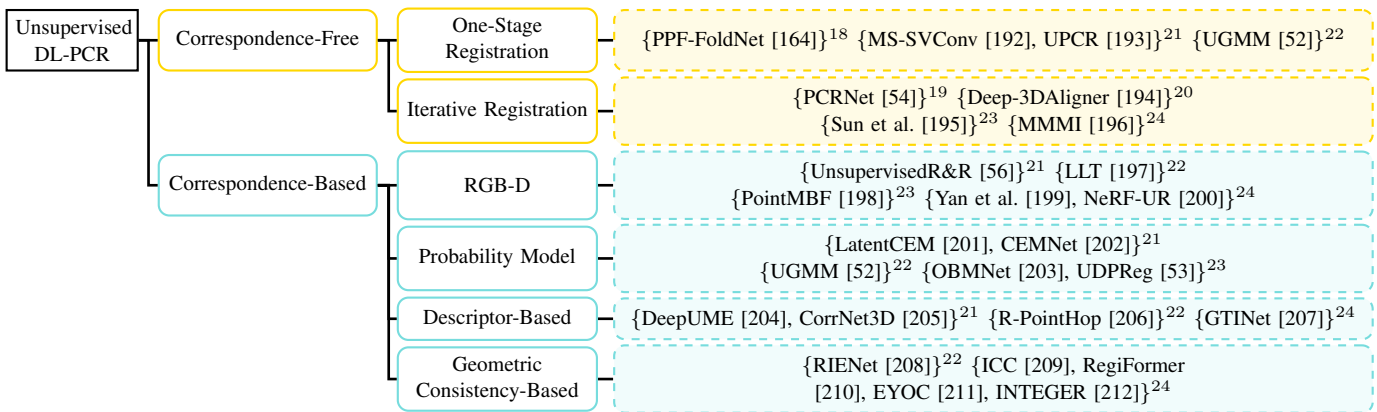 Unsupervised
DL-PCR
Correspondence-Free
One-Stage
Registration
{PPF-FoldNet [164]}^18 {MS-SVConv [192], UPCR [193]}^21 {UGMM [52]}^22
Iterative Registration
{PCRNet [54]}^19 {Deep-3DAligner [194]}^20
{Sun et al. [195]}^23 {MMMI [196]}^24
Correspondence-Based
RGB-D
{UnsupervisedR&R [56]}^21 {LLT [197]}^22
{PointMBF [198]}^23 {Yan et al. [199], NeRF-UR [200]}^24
Probability Model
{LatentCEM [201], CEMNet [202]}^21
{UGMM [52]}^22 {OBMNet [203], UDPReg [53]}^23
Descriptor-Based
{DeepUME [204], CorrNet3D [205]}^21 {R-PointHop [206]}^22 {GTINet [207]}^24
Geometric
Consistency-Based
{RIENet [208]}^22 {ICC [209], RegiFormer
[210], EYOC [211], INTEGER [212]}^24